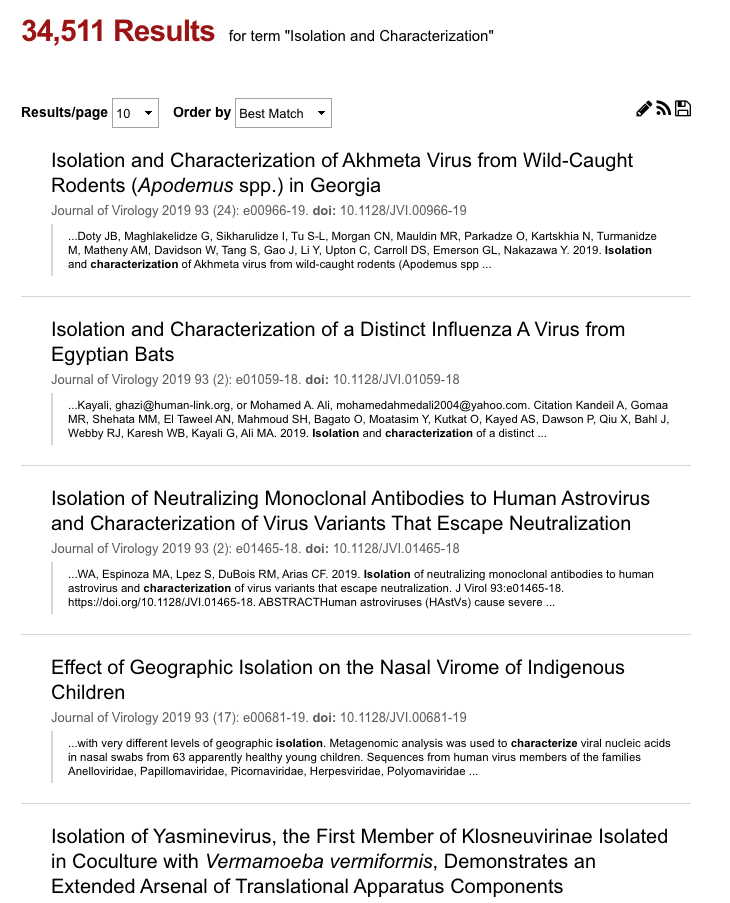 34,511 Results for term "Isolation and Characterization"
Results/page 10 Order by Best Match
Isolation and Characterization of Akhmeta Virus from Wild-Caught
Rodents (Apodemus spp.) in Georgia
Journal of Virology 2019 93 (24): e00966-19. doi: 10.1128/JVI.00966-19
...Doty JB, Maghlakelidze G, Sikharulidze I, Tu S-L, Morgan CN, Mauldin MR, Parkadze O, Kartskhia N, Turmanidze
M, Matheny AM, Davidson W, Tang S, Gao J, Li Y, Upton C, Carroll DS, Emerson GL, Nakazawa Y. 2019. Isolation
and characterization of Akhmeta virus from wild-caught rodents (Apodemus spp ...
Isolation and Characterization of a Distinct Influenza A Virus from
Egyptian Bats
Journal of Virology 2019 93 (2): e01059-18. doi: 10.1128/JVI.01059-18
...Kayali, ghazi@human-link.org, or Mohamed A. Ali, mohamedahmedali2004@yahoo.com. Citation Kandeil A, Gomaa
MR, Shehata MM, El Taweel AN, Mahmoud SH, Bagato O, Moatasim Y, Kutkat O, Kayed AS, Dawson P, Qiu X, Bahl J,
Webby RJ, Karesh WB, Kayali G, Ali MA. 2019. Isolation and characterization of a distinct ...
Isolation of Neutralizing Monoclonal Antibodies to Human Astrovirus
and Characterization of Virus Variants That Escape Neutralization
Journal of Virology 2019 93 (2): e01465-18. doi: 10.1128/JVI.01465-18
...WA, Espinoza MA, Lpez S, DuBois RM, Arias CF. 2019. Isolation of neutralizing monoclonal antibodies to human
astrovirus and characterization of virus variants that escape neutralization. J Virol 93:e01465-18.
https://doi.org/10.1128/JVI.01465-18. ABSTRACTHuman astroviruses (HAstVs) cause severe ...
Effect of Geographic Isolation on the Nasal Virome of Indigenous
Children
Journal of Virology 2019 93 (17): e00681-19. doi: 10.1128/JVI.00681-19
...with very different levels of geographic isolation. Metagenomic analysis was used to characterize viral nucleic acids
in nasal swabs from 63 apparently healthy young children. Sequences from human virus members of the families
Anelloviridae, Papillomaviridae, Picornaviridae, Herpesviridae, Polyomaviridae ...
Isolation of Yasminevirus, the First Member of Klosneuvirinae Isolated
in Coculture with Vermamoeba vermiformis, Demonstrates an
Extended Arsenal of Translational Apparatus Components